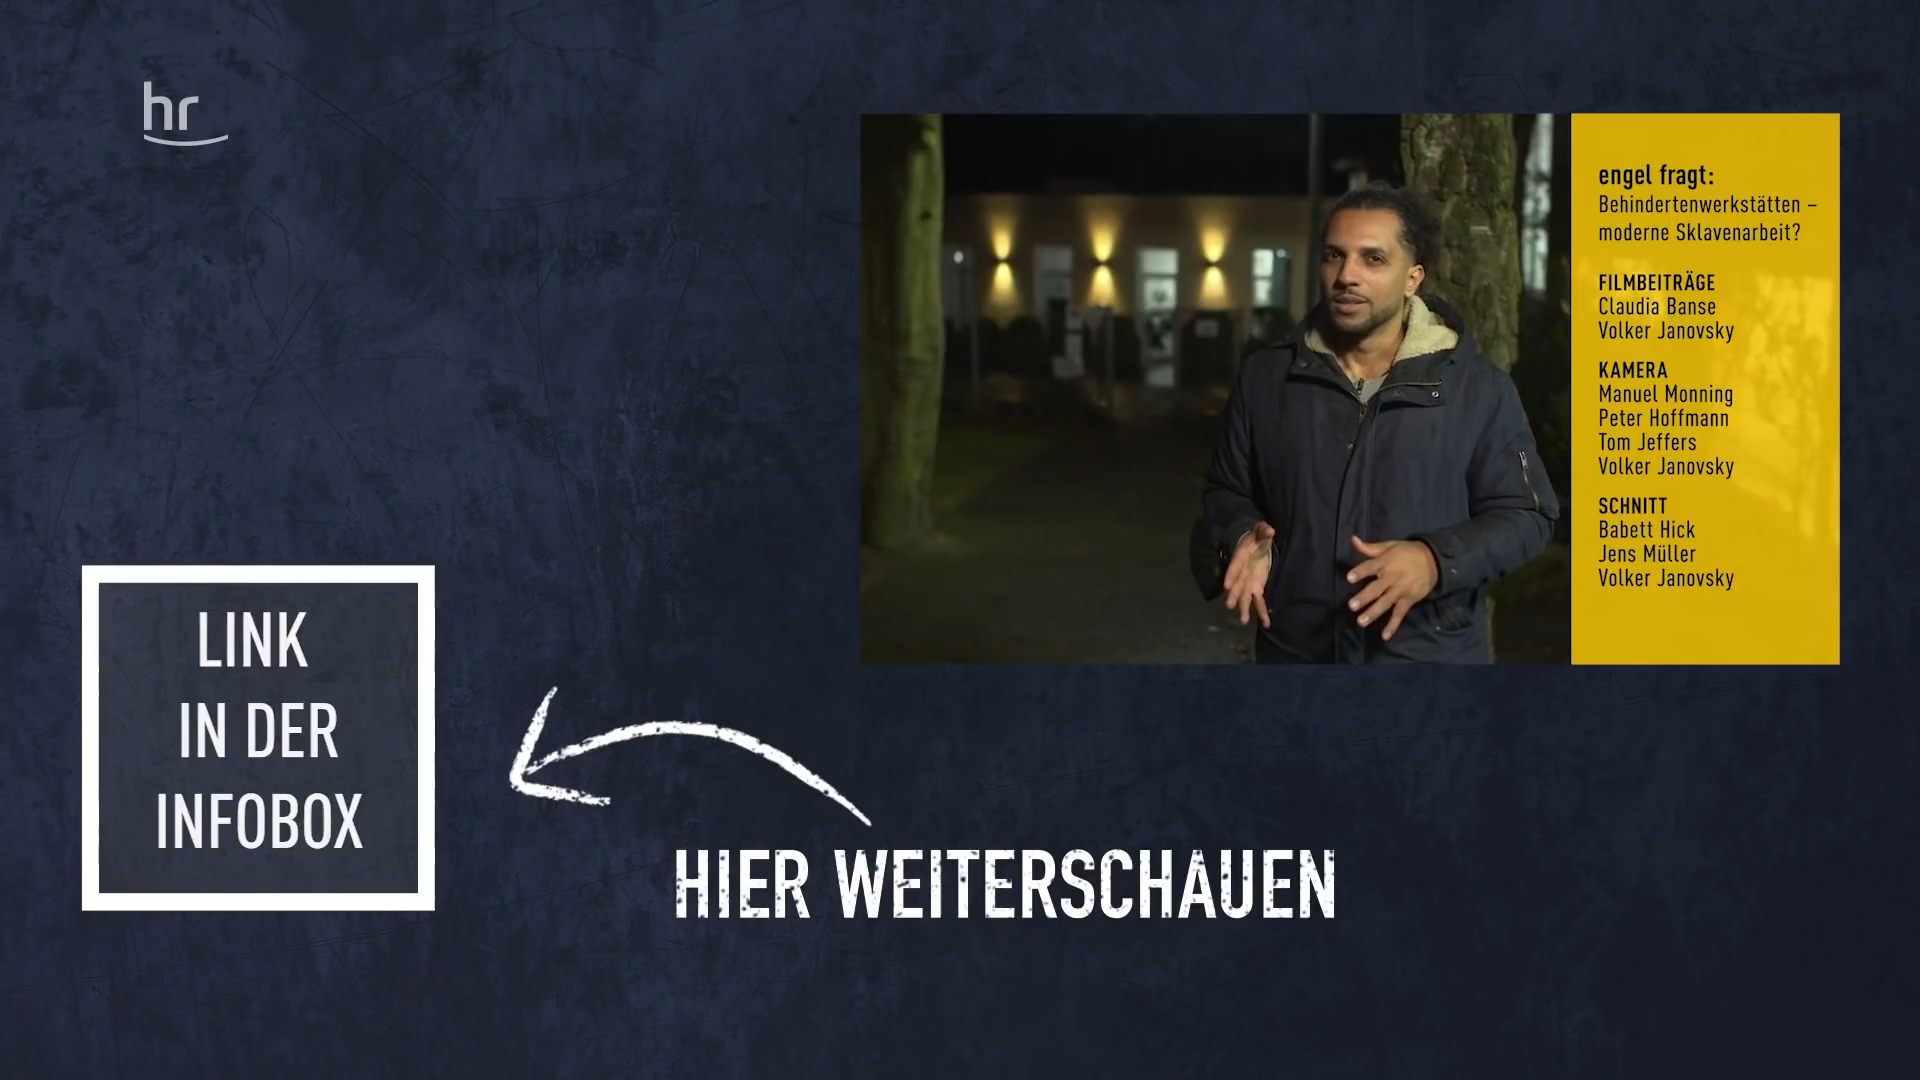 hr
engel fragt:
Behindertenwerkstätten –
moderne Sklavenarbeit?
FILMBEITRÄGE
Claudia Banse
Volker Janovsky
KAMERA
Manuel Monning
Peter Hoffmann
Tom Jeffers
Volker Janovsky
SCHNITT
Babett Hick
Jens Müller
Volker Janovsky
LINK
IN DER
INFOBOX
HIER WEITERSCHAUEN